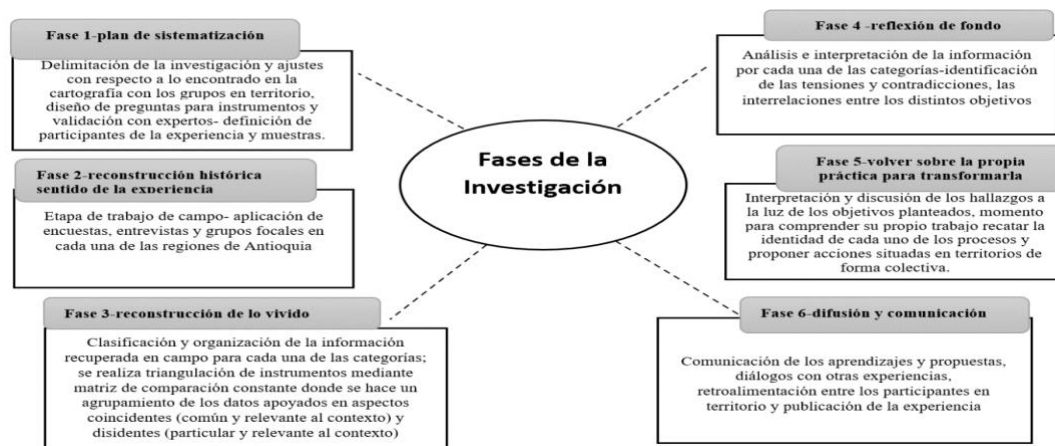 Fase 1-plan de sistematización
Delimitación de la investigación y ajustes
con respecto a lo encontrado en la
cartografía con los grupos en territorio,
diseño de preguntas para instrumentos y
validación con expertos- definición de
participantes de la experiencia y muestras.
Fase 2-reconstrucción histórica
sentido de la experiencia
Etapa de trabajo de campo- aplicación de
encuestas, entrevistas y grupos focales en
cada una de las regiones de Antioquia
Fase 3-reconstrucción de lo vivido
Clasificación y organización de la información
recuperada en campo para cada una de las categorías;
se realiza triangulación de instrumentos mediante
matriz de comparación constante donde se hace un
agrupamiento de los datos apoyados en aspectos
coincidentes (común y relevante al contexto) y
disidentes (particular y relevante al contexto)
Fases de la
Investigación
Fase 4 -reflexión de fondo
Análisis e interpretación de la información
por cada una de las categorías-identificación
de las tensiones y contradicciones, las
interrelaciones entre los distintos objetivos
Fase 5-volver sobre la propia
práctica para transformarla
Interpretación y discusión de los hallazgos a
la luz de los objetivos planteados, momento
para comprender su propio trabajo recatar la
identidad de cada uno de los procesos y
proponer acciones situadas en territorios de
forma colectiva.
Fase 6-difusión y comunicación
Comunicación de los aprendizajes y propuestas,
diálogos con otras experiencias,
retroalimentación entre los participantes en
territorio y publicación de la experiencia